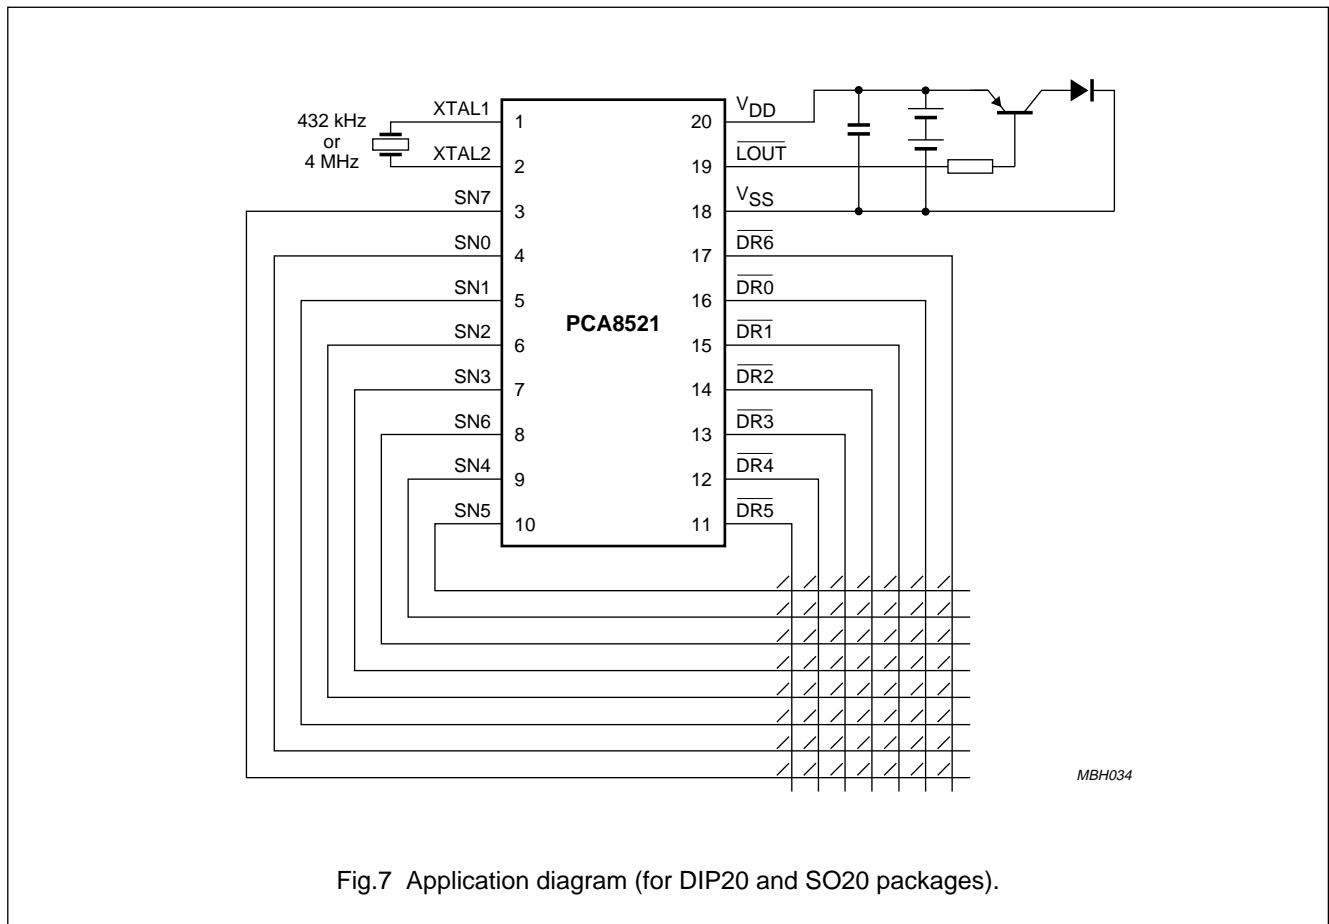 XTAL1
432 kHz
or
4 MHz
XTAL2
SN7
SN0
SN1
SN2
SN3
SN6
SN4
SN5
1
2
3
4
5
6
7
8
9
10
PCA8521
20
19
18
17
16
15
14
13
12
11
VDD
LOUT
VSS
DR6
DR0
DR1
DR2
DR3
DR4
DR5
MBH034
Fig.7 Application diagram (for DIP20 and SO20 packages).